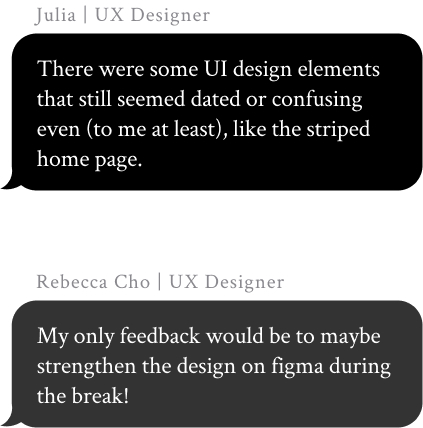 Julia | UX Designer
There were some UI design elements
that still seemed dated or confusing
even (to me at least), like the striped
home page.
Rebecca Cho | UX Designer
My only feedback would be to maybe
strengthen the design on figma during
the break!